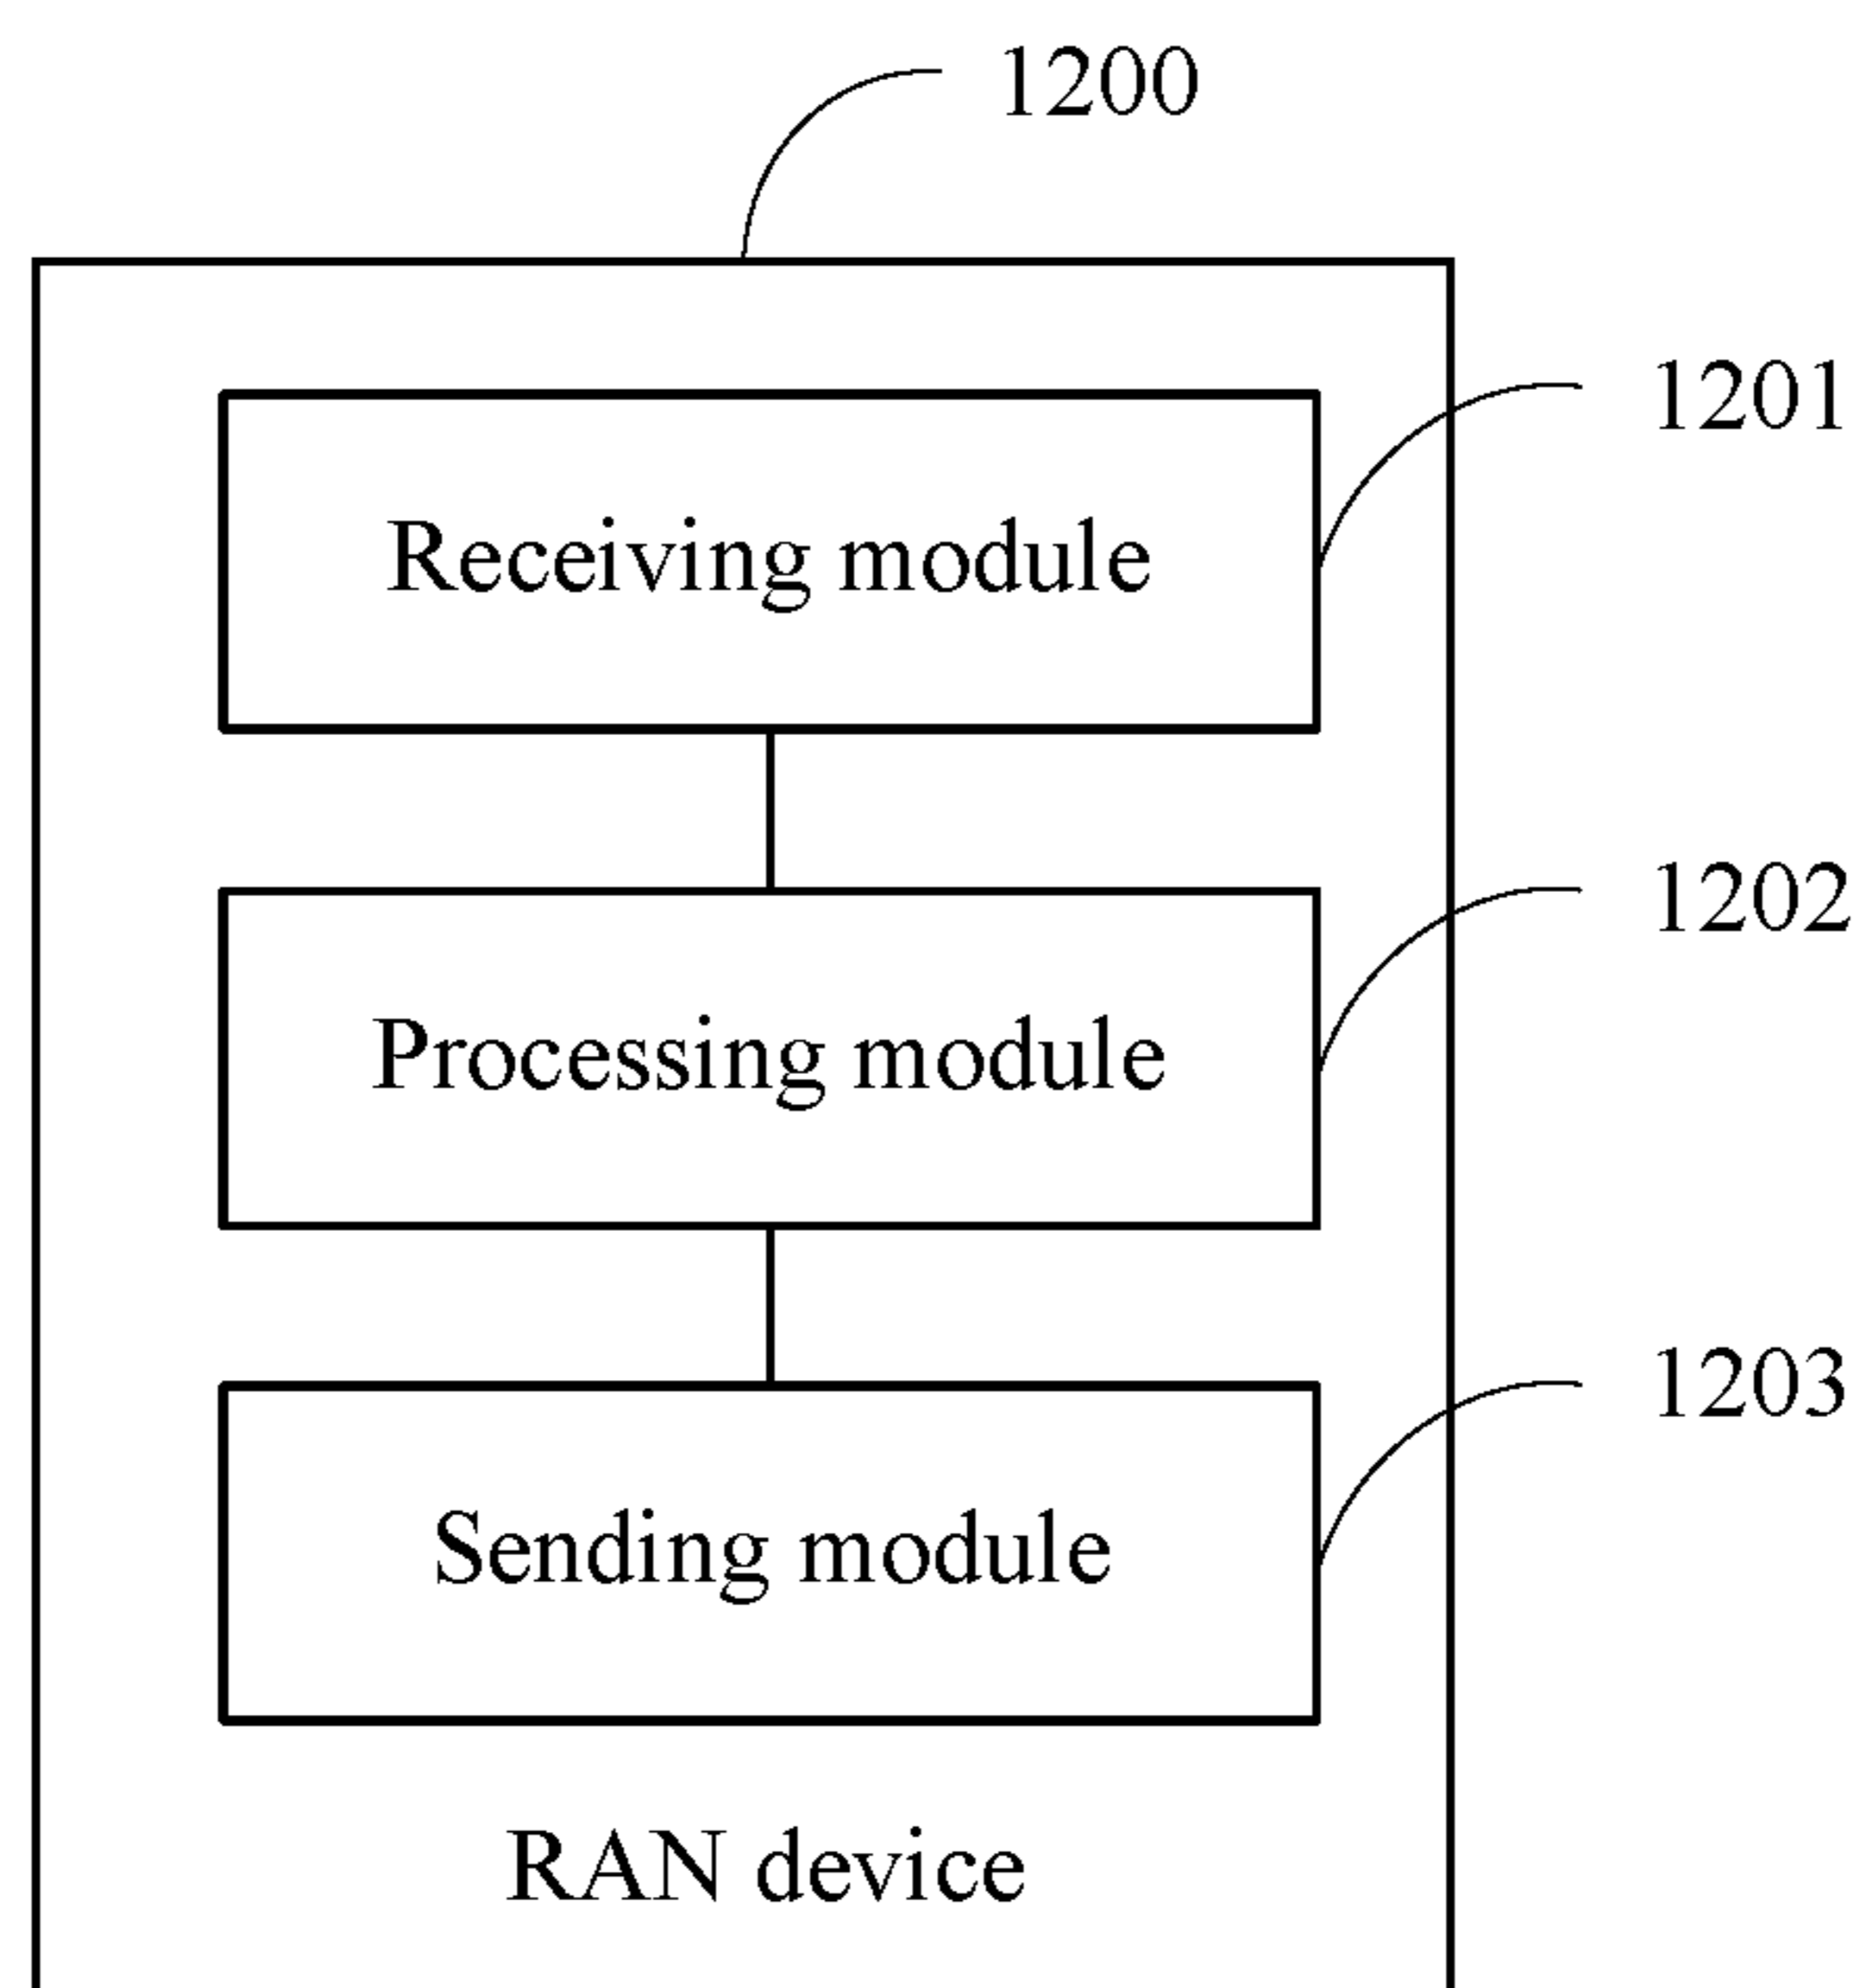 1200
1201
Receiving module
1202
Processing module
1203
Sending module
RAN device